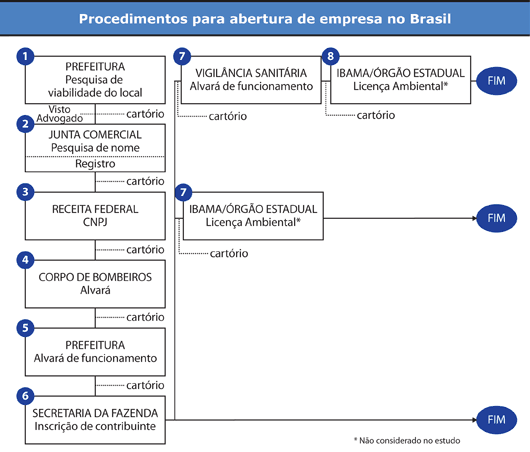 Procedimentos para abertura de empresa no Brasil
1
PREFEITURA
Pesquisa de
viabilidade do local
Visto
Advogado
cartório
2
JUNTA COMERCIAL
Pesquisa de nome
Registro
cartório
3
RECEITA FEDERAL
CNPJ
cartório
4
CORPO DE BOMBEIROS
Alvará
cartório
5
PREFEITURA
Alvará de funcionamento
cartório
6
SECRETARIA DA FAZENDA
Inscrição de contribuinte
7
VIGILÂNCIA SANITÁRIA
Alvará de funcionamento
cartório
8
IBAMA/ÓRGÃO ESTADUAL
Licença Ambiental*
cartório
FIM
7
IBAMA/ÓRGÃO ESTADUAL
Licença Ambiental*
cartório
FIM
FIM
* Não considerado no estudo